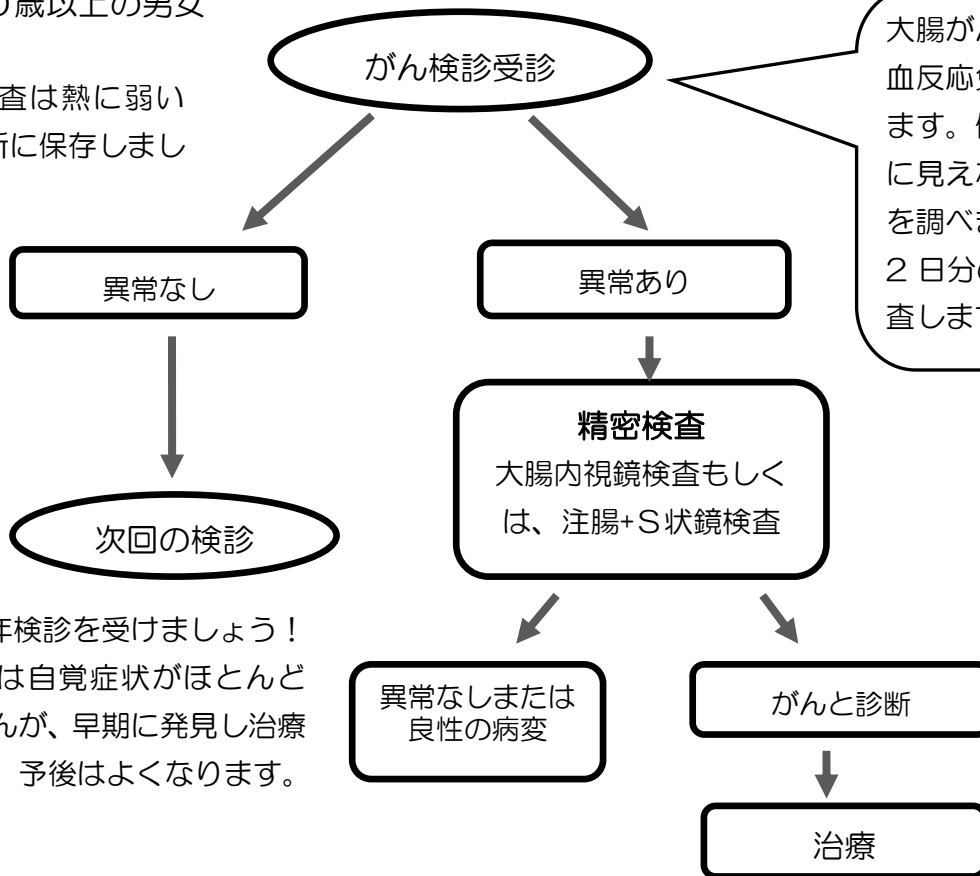 歳以上の男女
がん検診受診
査は熱に弱い
に保存しまし
大腸が
血反応
ます。
に見え
を調べ
2日分
査しま
異常なし
異常あり
精密検査
大腸内視鏡検査もしく
は、注腸+S状鏡検査
次回の検診
年検診を受けましょう！
は自覚症状がほとんど
んが、早期に発見し治療
予後はよくなります。
異常なしまたは
良性の病変
がんと診断
治療